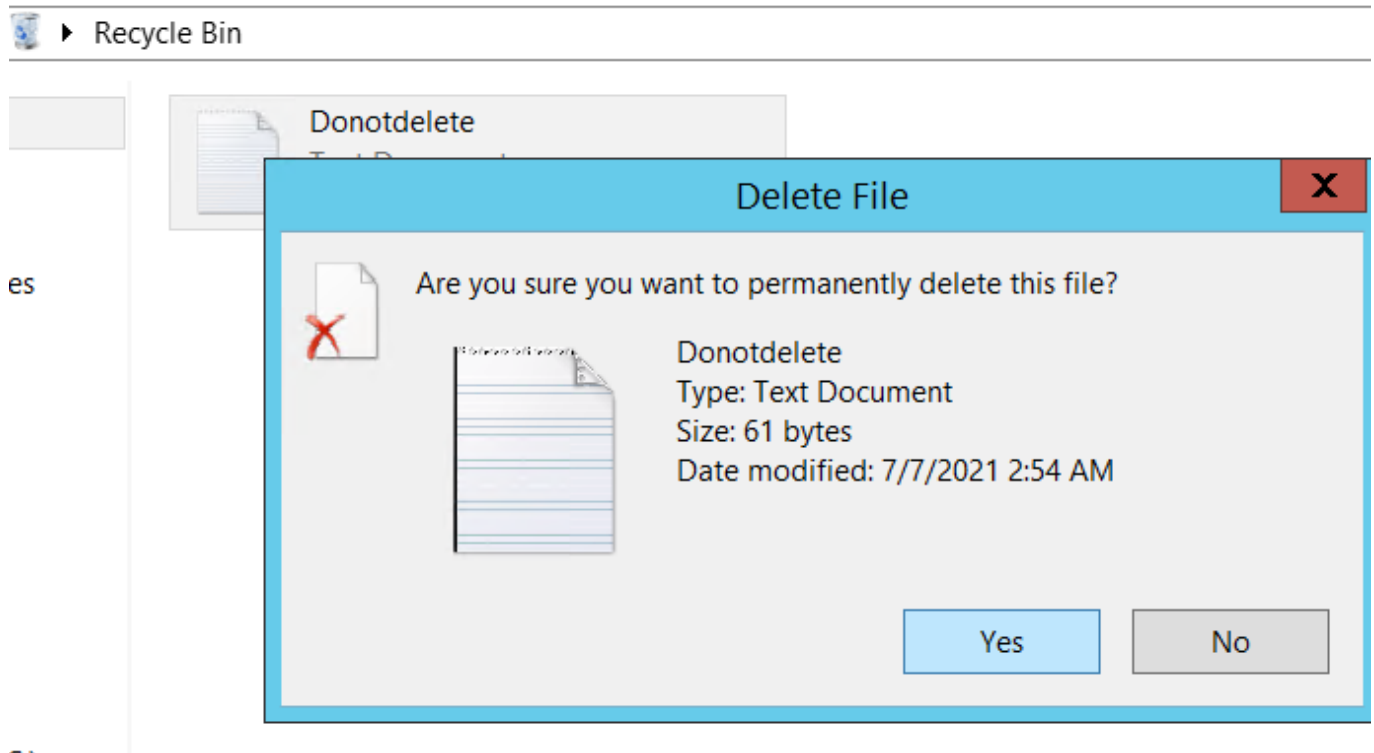 Recycle Bin
Donotdelete
Delete File
X
es
Are you sure you want to permanently delete this file?
Donotdelete
Type: Text Document
Size: 61 bytes
Date modified: 7/7/2021 2:54 AM
Yes
No